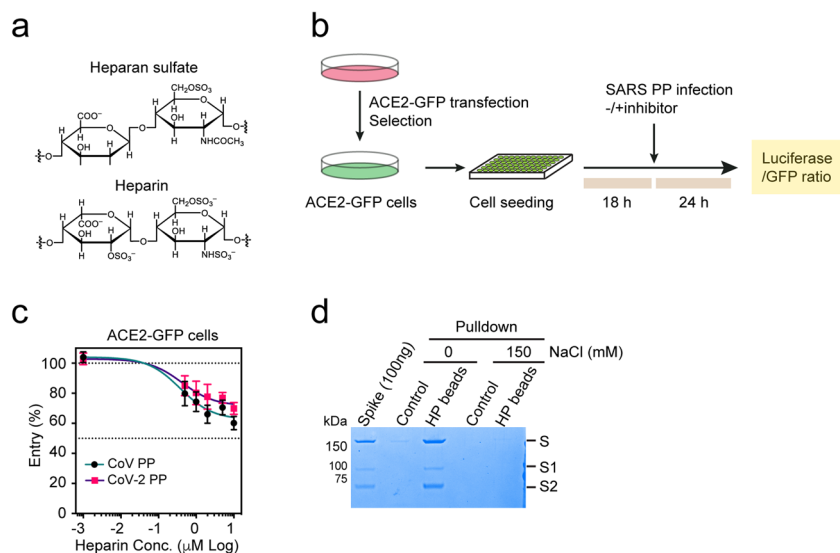 a
Heparan sulfate
CH₂OSO₃⁻
COO⁻
H
H
H
H
H
O
O
O
O
O
H
OH
H
OH
H
H
H
H
H
NHCOCH₃
Heparin
CH₂OSO₃⁻
H
H
H
H
H
O
O
COO⁻
O
O
O
OH
H
OH
H
H
H
H
OSO₃⁻
H
NHSO₃⁻
b
ACE2-GFP transfection
Selection
SARS PP infection
-/+inhibitor
Luciferase
/GFP ratio
ACE2-GFP cells
Cell seeding
18 h
24 h
c
ACE2-GFP cells
Entry (%)
100
80
60
40
20
0
CoV PP
CoV-2 PP
-3
-2
-1
0
1
Heparin Conc. (μM Log)
d
Pulldown
0
150
NaCl (mM)
Spike (100ng)
Control
HP beads
Control
HP beads
kDa
150
100
75
S
S1
S2